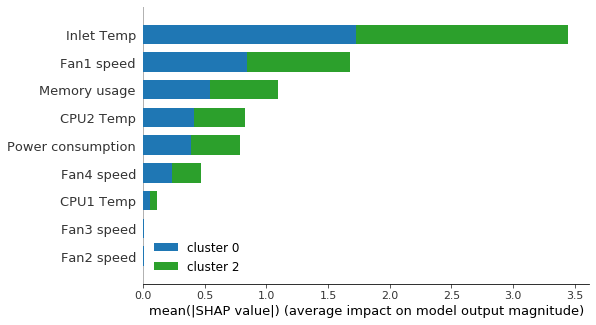 Inlet Temp
Fan1 speed
Memory usage
CPU2 Temp
Power consumption
Fan4 speed
CPU1 Temp
Fan3 speed
Fan2 speed
cluster 0
cluster 2
0.0 0.5 1.0 1.5 2.0 2.5 3.0 3.5
mean(|SHAP value|) (average impact on model output magnitude)